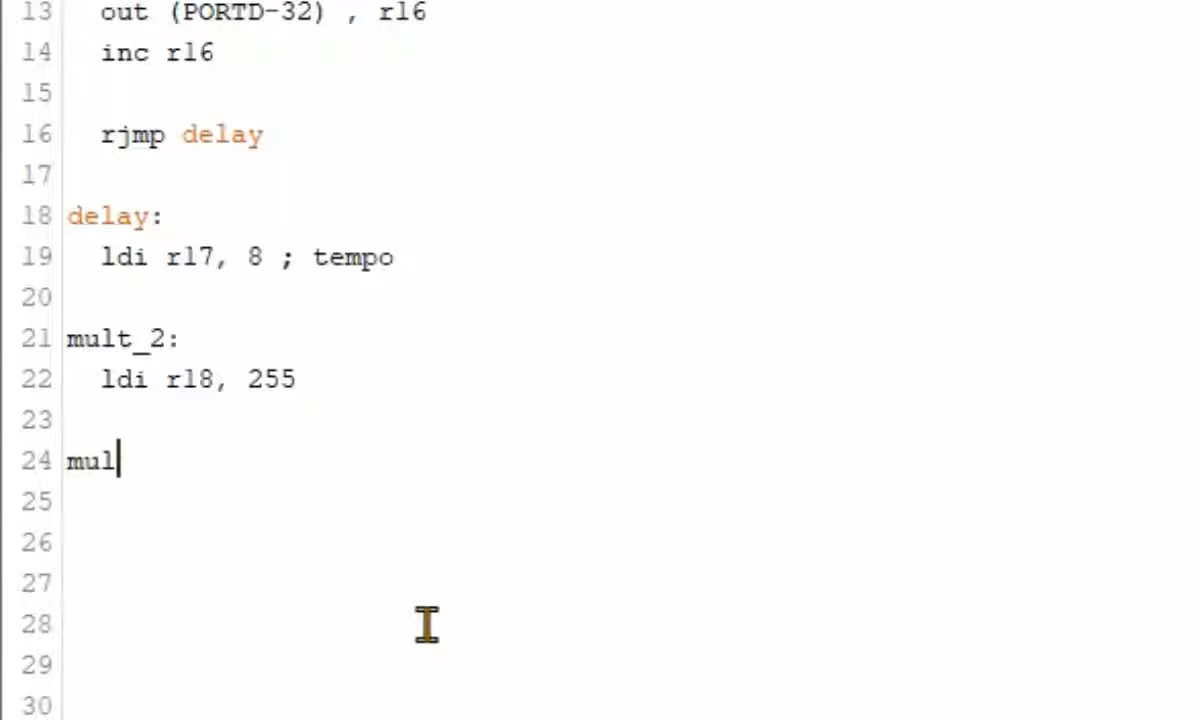 13 out (PORTD-32) , r16
14 inc r16
15
16 rjmp delay
17
18 delay:
19 ldi r17, 8 ; tempo
20
21 mult_2:
22 ldi r18, 255
23
24 mul
25
26
27
28
29
30